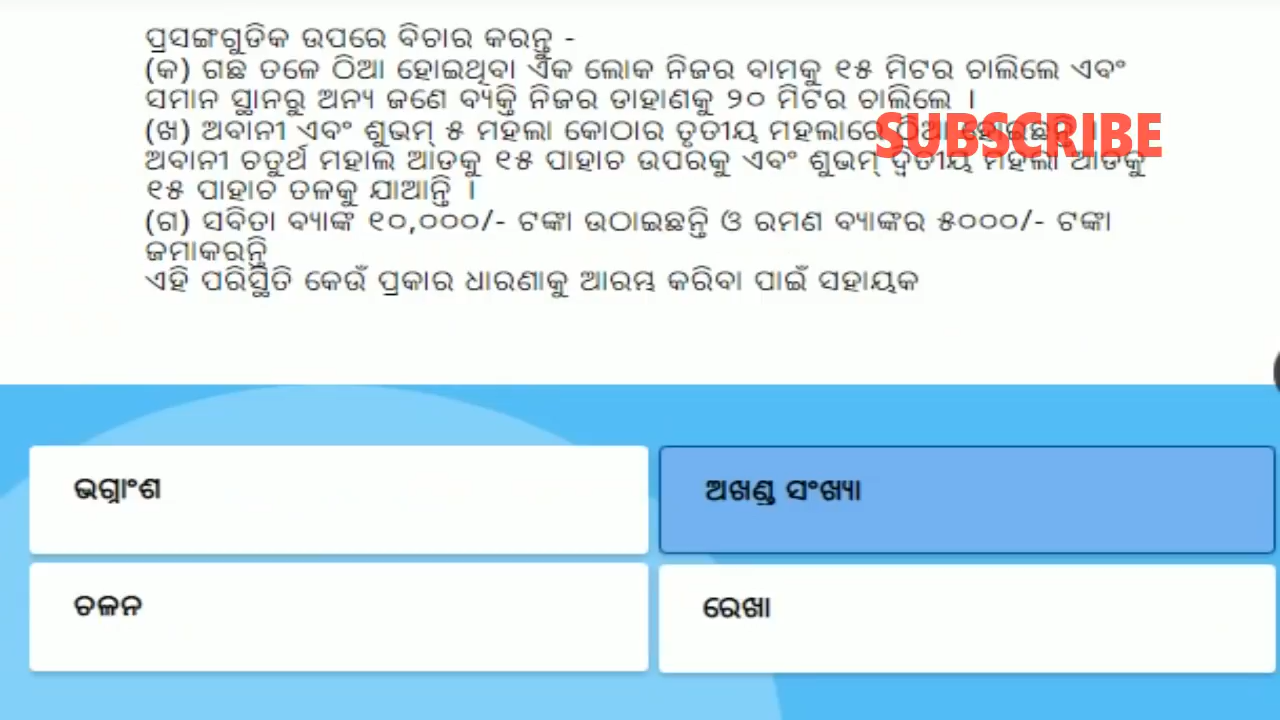 ପ୍ରସଙ୍ଗଗୁଡିକ ଉପରେ ବିଚାର କରନ୍ତୁ -
(କ) ଗଛ ତଳେ ଠିଆ ହୋଇଥିବା ଏକ ଲୋକ ନିଜର ବାମକୁ ୧୫ ମିଟର ଚାଲିଲେ ଏବଂ
ସମାନ ସ୍ଥାନରୁ ଅନ୍ୟ ଜଣେ ବ୍ୟକ୍ତି ନିଜର ଡାହାଣକୁ ୨୦ ମିଟର ଚାଲିଲେ ।
(ଖ) ଅବାନୀ ଏବଂ ଶୁଭମ୍ ୫ ମହଲା କୋଠାର ତୃତୀୟ ମହଲାରେ ଠିଆ ହୋଇଛନ୍ତି ।
SUBSCRIBE
ଅବାନୀ ଚତୁର୍ଥ ମହାଲ ଆଡକୁ ୧୫ ପାହାଚ ଉପରକୁ ଏବଂ ଶୁଭମ୍ ଦ୍ୱିତୀୟ ମହଲା ଆଡକୁ
୧୫ ପାହାଚ ତଳକୁ ଯାଆନ୍ତି ।
(ଗ) ସବିତା ବ୍ୟାଙ୍କ ୧୦,୦୦୦/- ଟଙ୍କା ଉଠାଇଛନ୍ତି ଓ ରମଣ ବ୍ୟାଙ୍କର ୫୦୦୦/- ଟଙ୍କା
ଜମାକରନ୍ତି
ଏହି ପରିସ୍ଥିତି କେଉଁ ପ୍ରକାର ଧାରଣାକୁ ଆରମ୍ଭ କରିବା ପାଇଁ ସହାୟକ
ଭଗ୍ନାଂଶ
ଅଖଣ୍ଡ ସଂଖ୍ୟା
ଚଳନ
ରେଖା